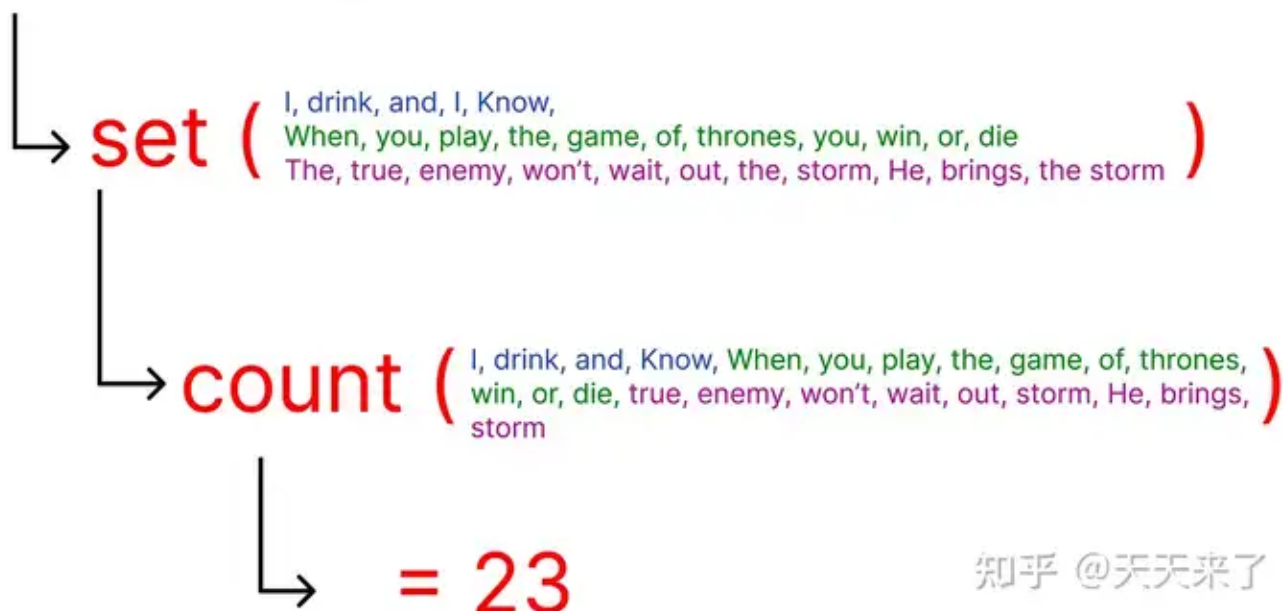 I, drink, and, I, Know,
set ( When, you, play, the, game, of, thrones, you, win, or, die )
The, true, enemy, won’t, wait, out, the, storm, He, brings, the storm
I, drink, and, Know, When, you, play, the, game, of, thrones,
count ( win, or, die, true, enemy, won’t, wait, out, storm, He, brings, )
storm
= 23
知乎 @天天来了